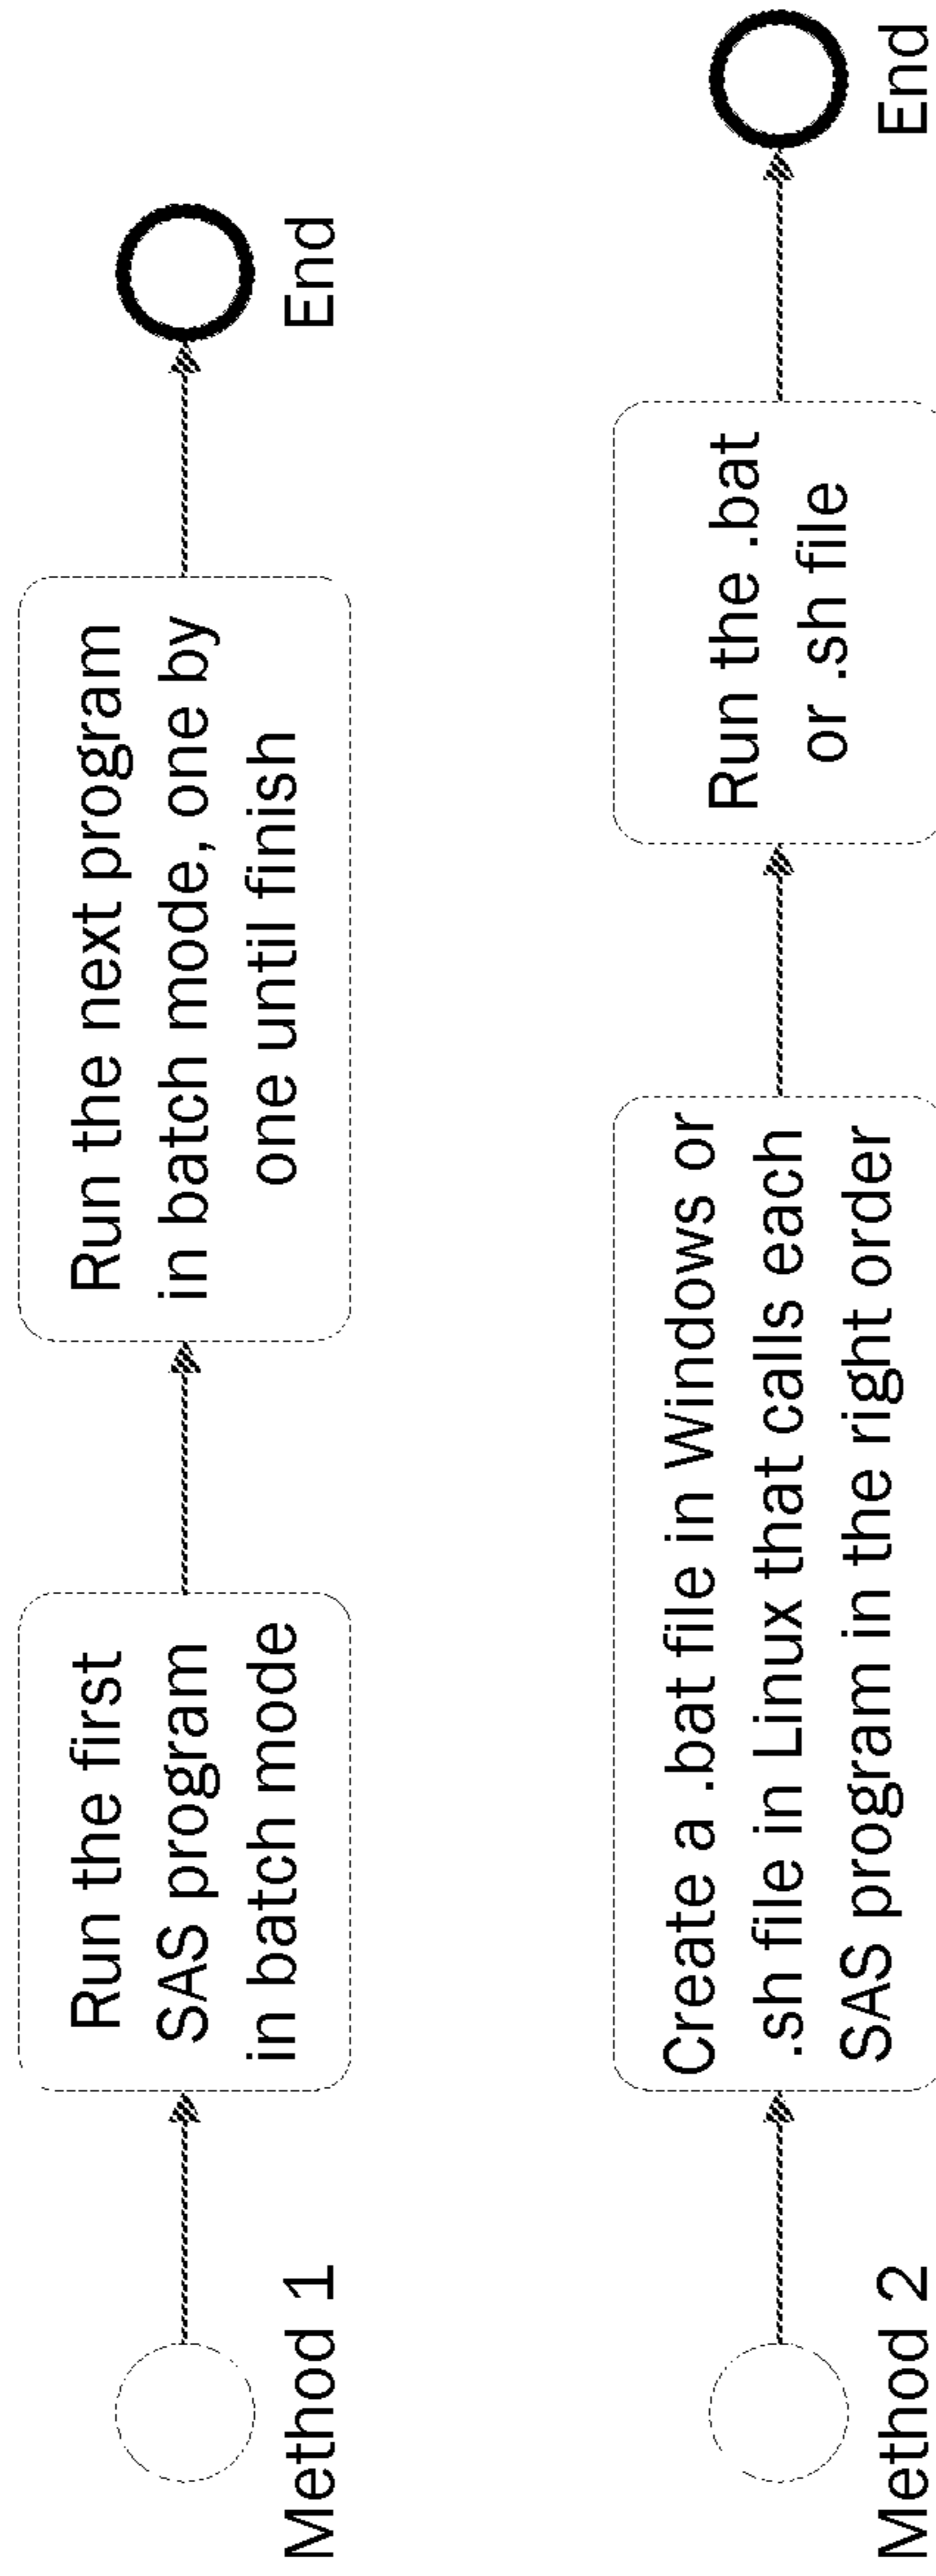 Method 1
Run the first
SAS program
in batch mode
Run the next program
in batch mode, one by
one until finish
End
Method 2
Create a .bat file in Windows or
.sh file in Linux that calls each
SAS program in the right order
Run the .bat
or .sh file
End